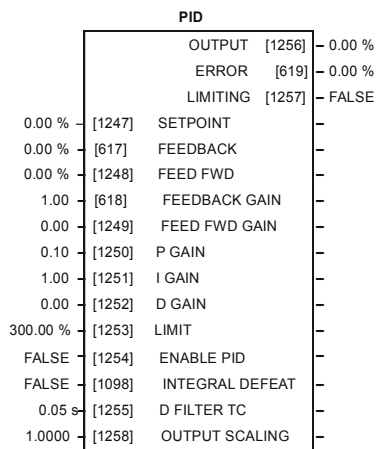 PID
OUTPUT [1256] – 0.00 %
ERROR [619] – 0.00 %
LIMITING [1257] – FALSE
0.00 % – [1247] SETPOINT –
0.00 % – [617] FEEDBACK –
0.00 % – [1248] FEED FWD –
1.00 – [618] FEEDBACK GAIN –
0.00 – [1249] FEED FWD GAIN –
0.10 – [1250] P GAIN –
1.00 – [1251] I GAIN –
0.00 – [1252] D GAIN –
300.00 % – [1253] LIMIT –
FALSE – [1254] ENABLE PID –
FALSE – [1098] INTEGRAL DEFEAT –
0.05 s – [1255] D FILTER TC –
1.0000 – [1258] OUTPUT SCALING –